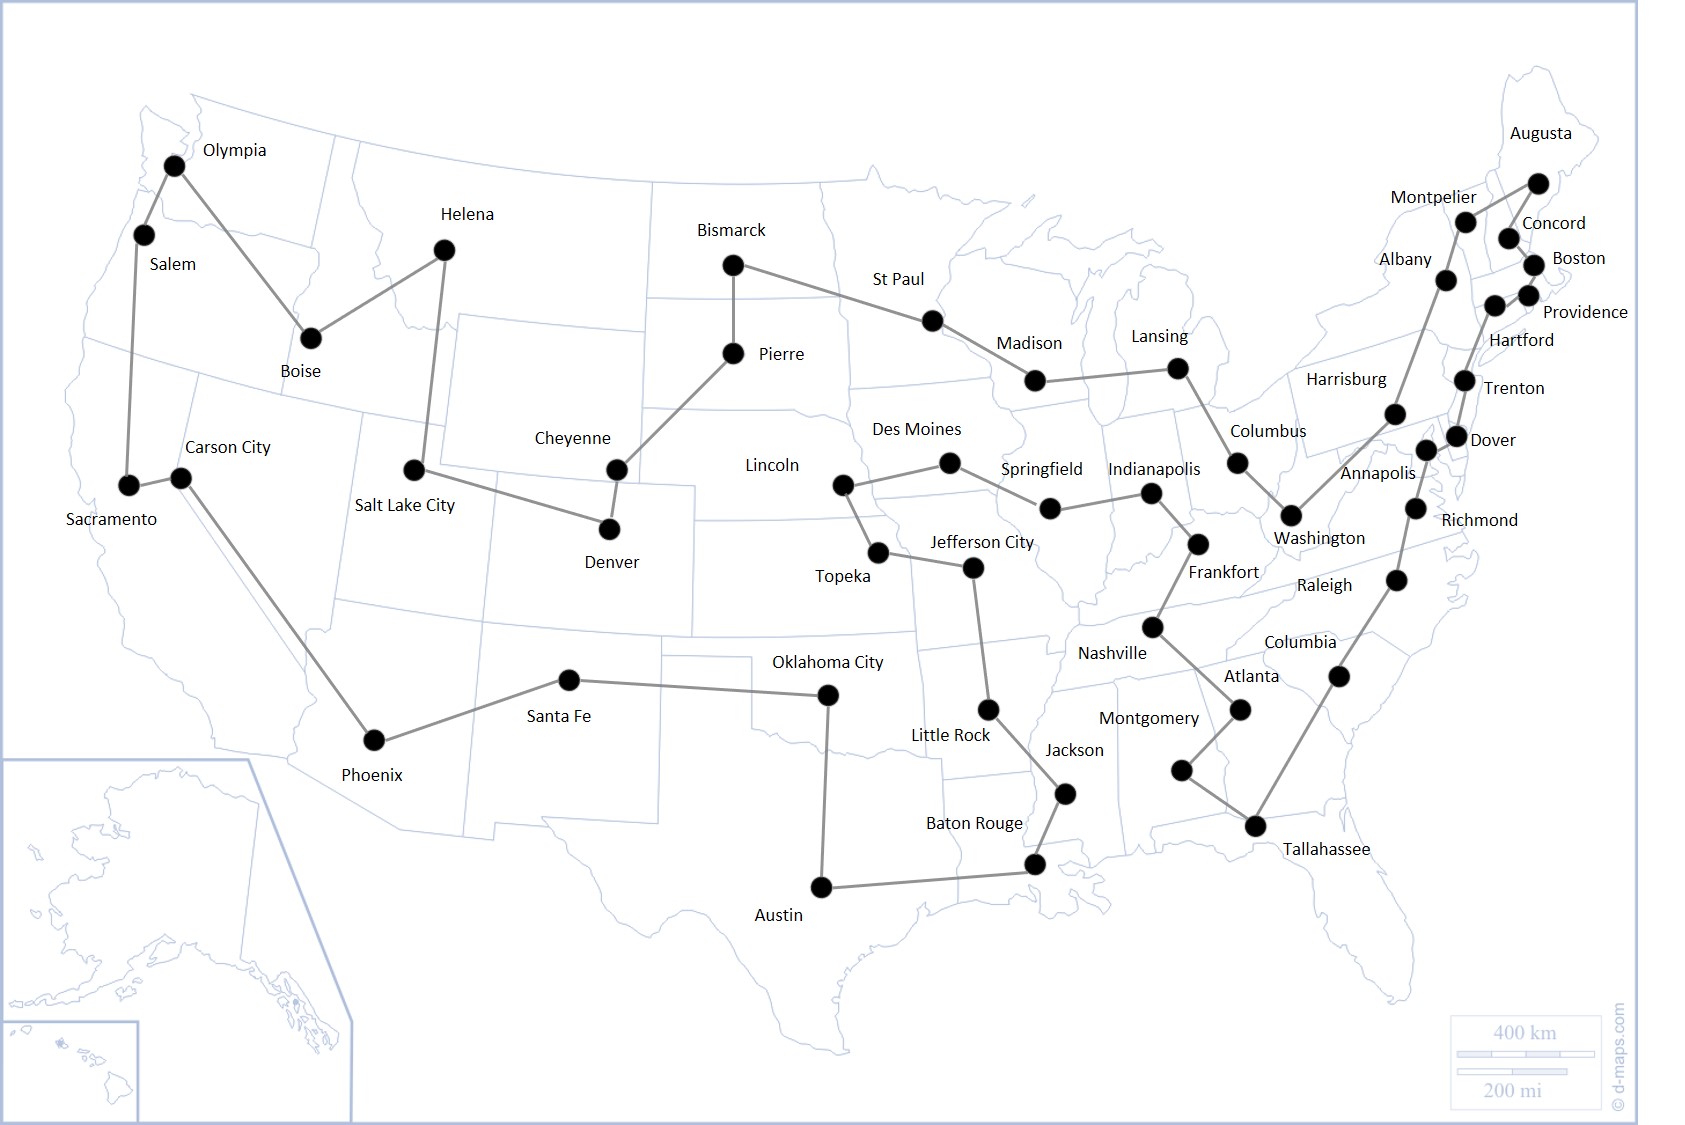 Augusta
Olympia
Montpelier
Helena
Concord
Bismarck
Albany
Boston
Salem
St Paul
Providence
Madison
Lansing
Hartford
Pierre
Boise
Harrisburg
Trenton
Des Moines
Columbus
Cheyenne
Dover
Carson City
Lincoln
Springfield
Indianapolis
Annapolis
Salt Lake City
Sacramento
Richmond
Washington
Jefferson City
Denver
Topeka
Frankfort
Raleigh
Columbia
Nashville
Oklahoma City
Atlanta
Santa Fe
Montgomery
Little Rock
Jackson
Phoenix
Baton Rouge
Tallahassee
Austin
400 km
200 mi
© d-maps.com